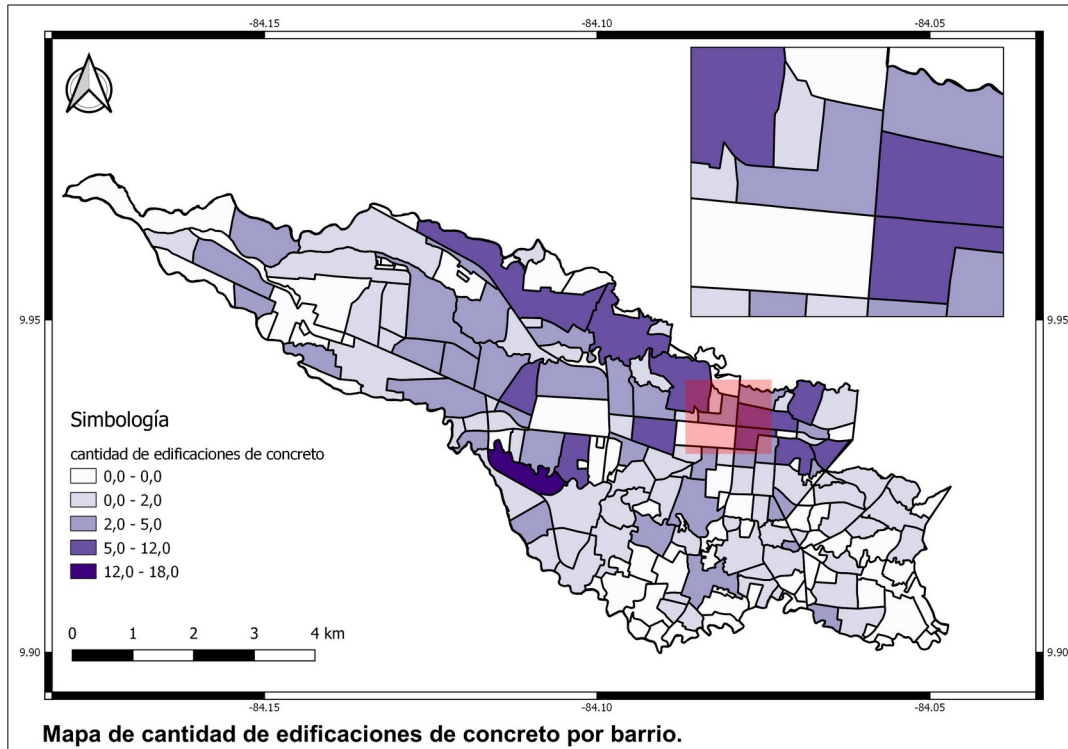 -84.15 -84.10 -84.05
9.95 9.95
Simbología
cantidad de edificaciones de concreto
0,0 - 0,0
0,0 - 2,0
2,0 - 5,0
5,0 - 12,0
12,0 - 18,0
0 1 2 3 4 km
9.90 9.90
-84.15 -84.10 -84.05
Mapa de cantidad de edificaciones de concreto por barrio.